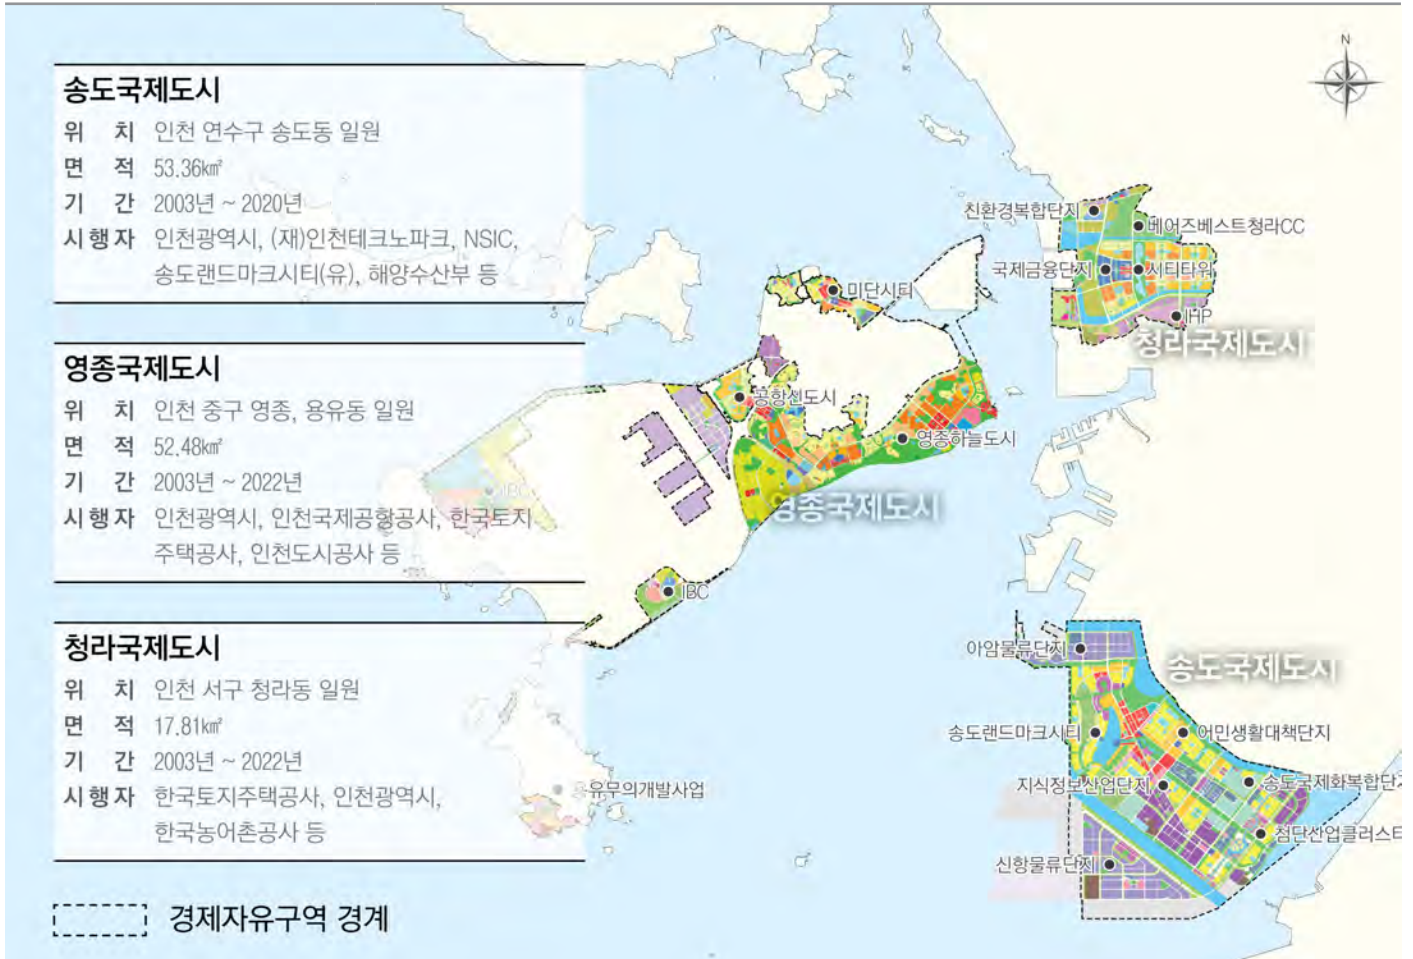 송도국제도시
위 치 인천 연수구 송도동 일원
면 적 53.36㎢
기 간 2003년 ~ 2020년
시행자 인천광역시, (재)인천테크노파크, NSIC,
송도랜드마크시티(유), 해양수산부 등
영종국제도시
위 치 인천 중구 영종, 용유동 일원
면 적 52.48㎢
기 간 2003년 ~ 2022년
시행자 인천광역시, 인천국제공항공사, 한국토지
주택공사, 인천도시공사 등
청라국제도시
위 치 인천 서구 청라동 일원
면 적 17.81㎢
기 간 2003년 ~ 2022년
시행자 한국토지주택공사, 인천광역시,
한국농어촌공사 등
경제자유구역 경계
N
친환경복합단지
베어즈베스트청라CC
국제금융단지
시티타워
IHP
청라국제도시
미단시티
공항신도시
영종하늘도시
영종국제도시
IBC
IBC
용유무의개발사업
아암물류단지
송도국제도시
송도랜드마크시티
어민생활대책단지
지식정보산업단지
송도국제화복합단지
첨단산업클러스터
신항물류단지